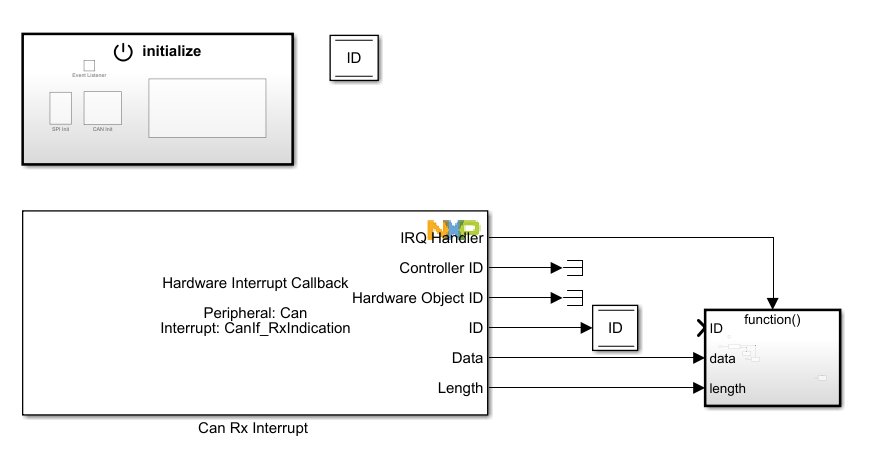 initialize
Event Listener
SPI Init
CAN Init
ID
NXP
IRQ Handler
Controller ID
Hardware Interrupt Callback
Hardware Object ID
Peripheral: Can
Interrupt: CanIf_RxIndication
ID
ID
Data
Length
function()
ID
data
length
Can Rx Interrupt